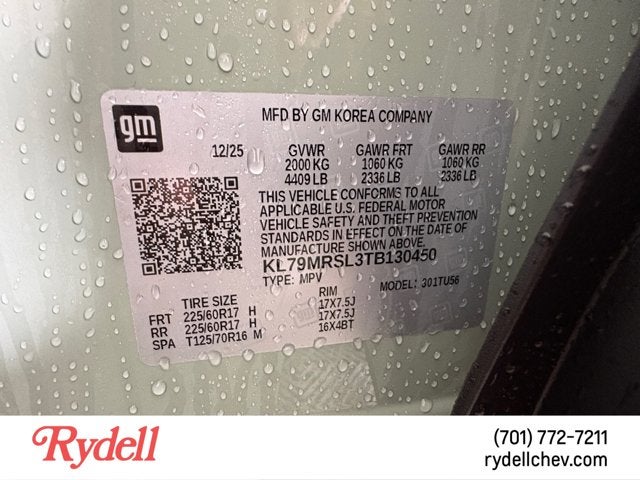 gm
MFD BY GM KOREA COMPANY
12/25 GVWR GAWR FRT GAWR RR
2000 KG 1060 KG 1060 KG
4409 LB 2336 LB 2336 LB
THIS VEHICLE CONFORMS TO ALL
APPLICABLE U.S. FEDERAL MOTOR
VEHICLE SAFETY AND THEFT PREVENTION
STANDARDS IN EFFECT ON THE DATE OF
MANUFACTURE SHOWN ABOVE.
KL79MRSL3TB130450
TYPE: MPV MODEL: 301TU56
TIRE SIZE RIM
FRT 225/60R17 H 17X7.5J
RR 225/60R17 H 17X7.5J
SPA T125/70R16 M 16X4BT
Rydell
(701) 772-7211
rydellchev.com